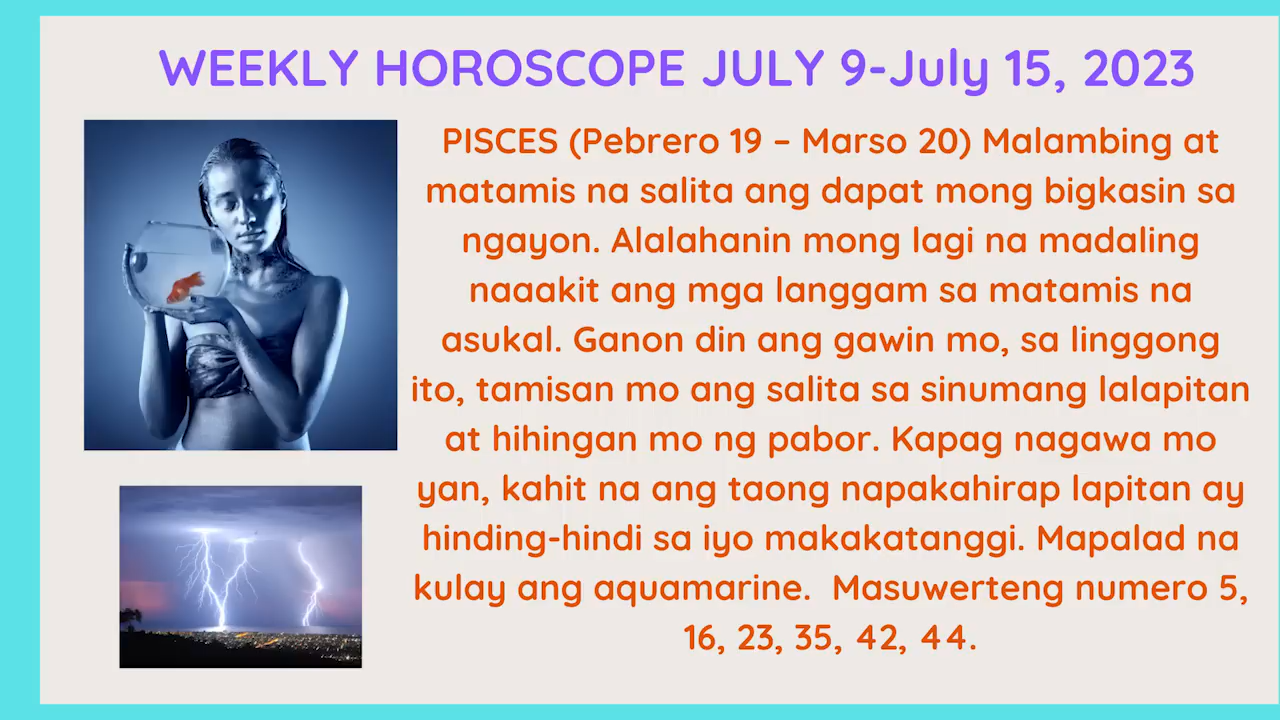 WEEKLY HOROSCOPE JULY 9-July 15, 2023
PISCES (Pebrero 19 – Marso 20) Malambing at
matamis na salita ang dapat mong bigkasin sa
ngayon. Alalahanin mong lagi na madaling
naaakit ang mga langgam sa matamis na
asukal. Ganon din ang gawin mo, sa linggong
ito, tamisan mo ang salita sa sinumang lalapitan
at hihingan mo ng pabor. Kapag nagawa mo
yan, kahit na ang taong napakahirap lapitan ay
hinding-hindi sa iyo makakatanggi. Mapalad na
kulay ang aquamarine.  Masuwerteng numero 5,
16, 23, 35, 42, 44.